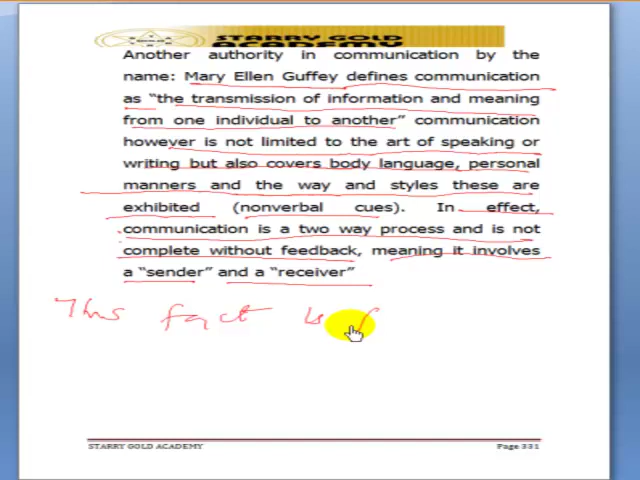 STARRY GOLD
ACADEMY
Another authority in communication by the
name: Mary Ellen Guffey defines communication
as “the transmission of information and meaning
from one individual to another” communication
however is not limited to the art of speaking or
writing but also covers body language, personal
manners and the way and styles these are
exhibited (nonverbal cues). In effect,
communication is a two way process and is not
complete without feedback, meaning it involves
a “sender” and a “receiver”
This fact is
STARRY GOLD ACADEMY Page 331